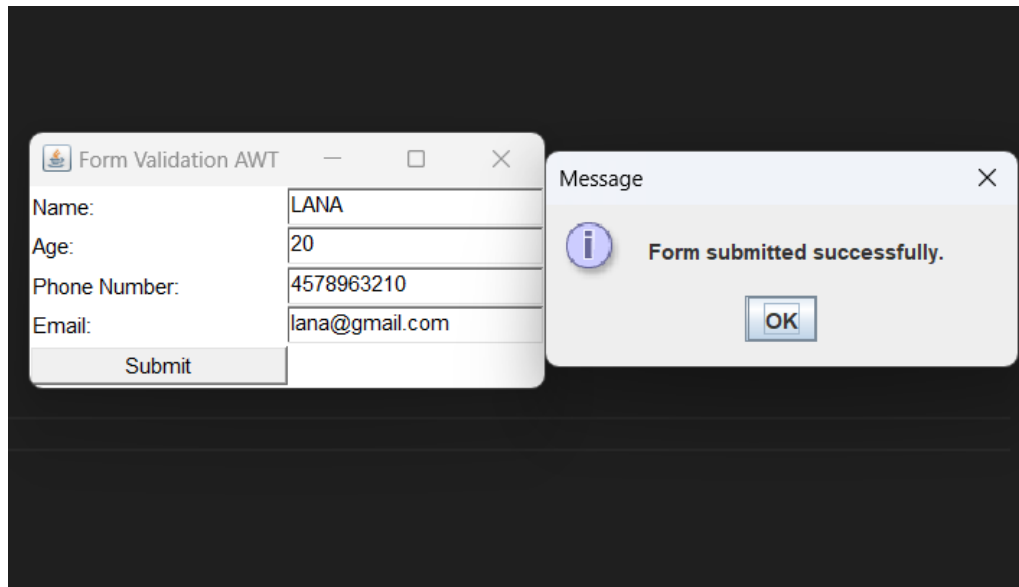 Form Validation AWT
Name: LANA
Age: 20
Phone Number: 4578963210
Email: lana@gmail.com
Submit
Message
i
Form submitted successfully.
OK